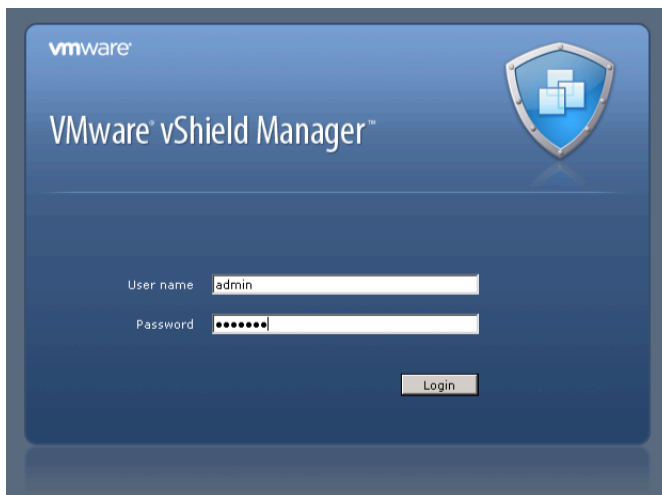 vmware®
VMware® vShield Manager™
User name
admin
Password
•••••••
Login